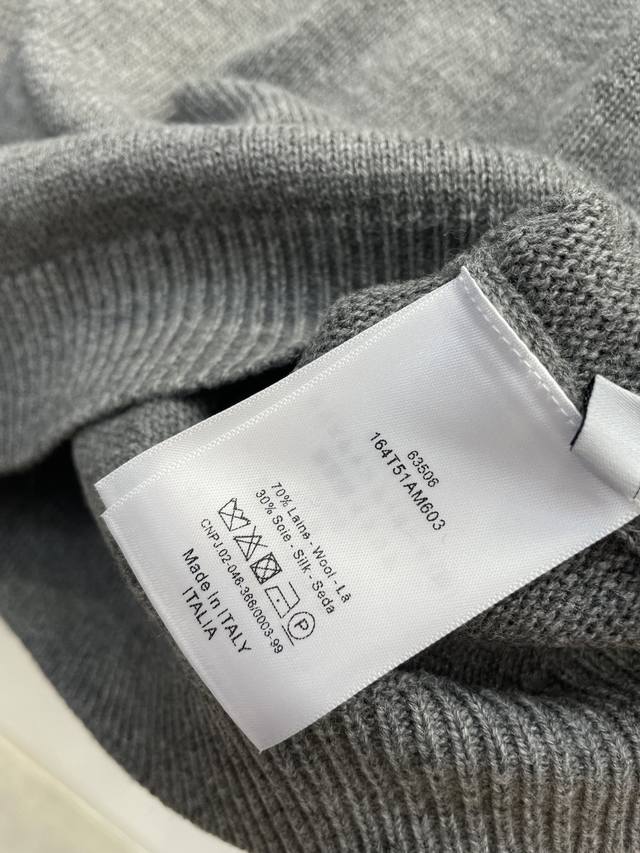 63506
164T51AM603
70% Laine - Wool - Lã
30% Soie - Silk - Seda
P
CNPJ.02-046-366/0003-99
Made in ITALY
ITALIA